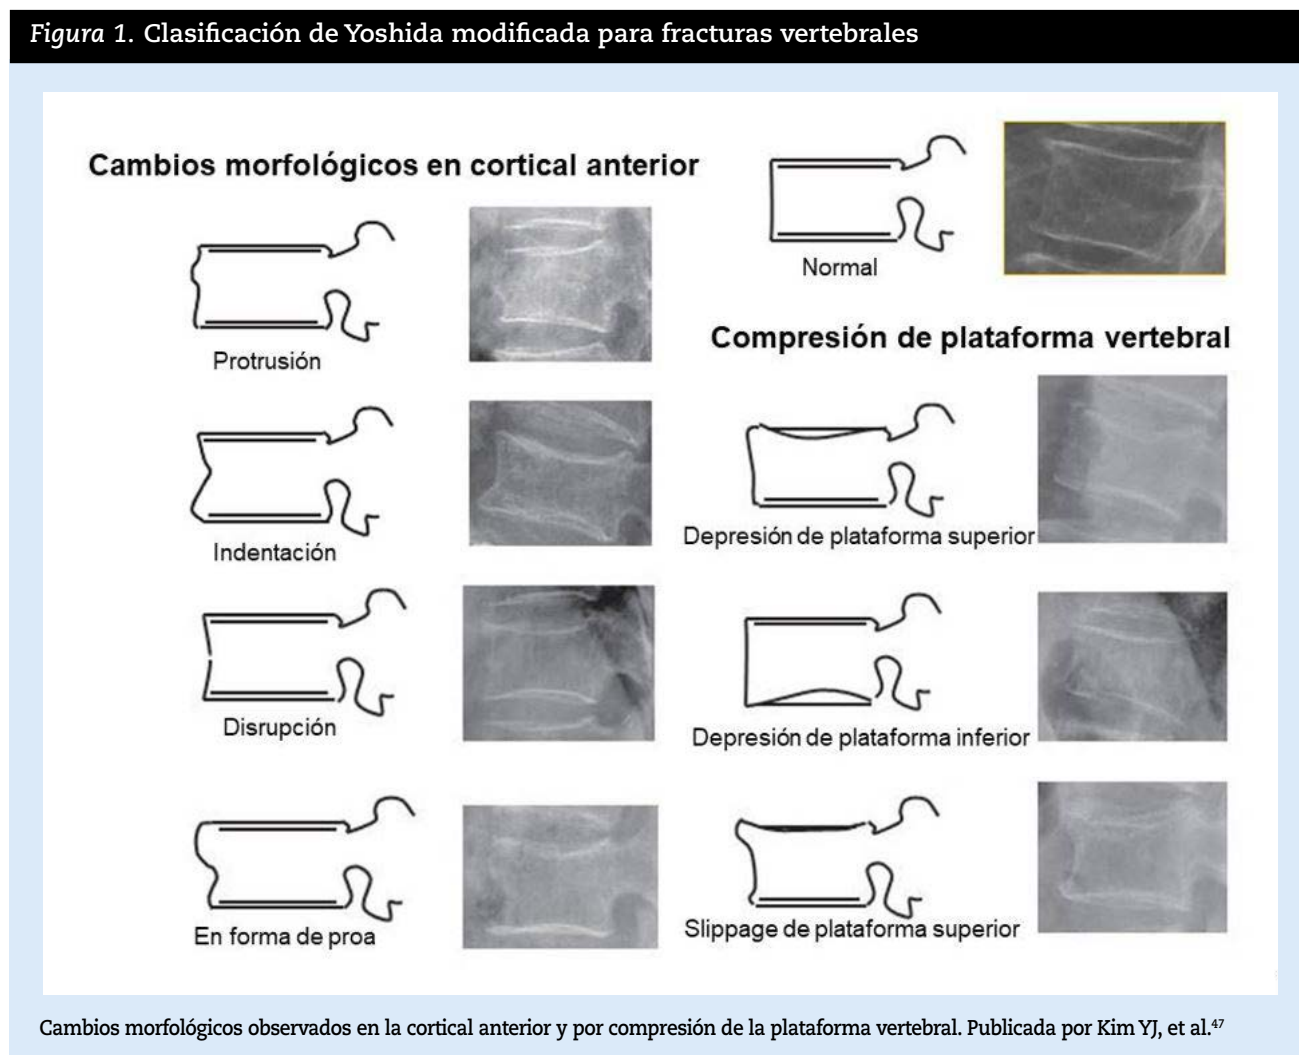 Figura 1. Clasificación de Yoshida modificada para fracturas vertebrales
Cambios morfológicos en cortical anterior
Protrusión
Indentación
Disrupción
En forma de proa
Normal
Compresión de plataforma vertebral
Depresión de plataforma superior
Depresión de plataforma inferior
Slippage de plataforma superior
Cambios morfológicos observados en la cortical anterior y por compresión de la plataforma vertebral. Publicada por Kim YJ, et al.⁴⁷